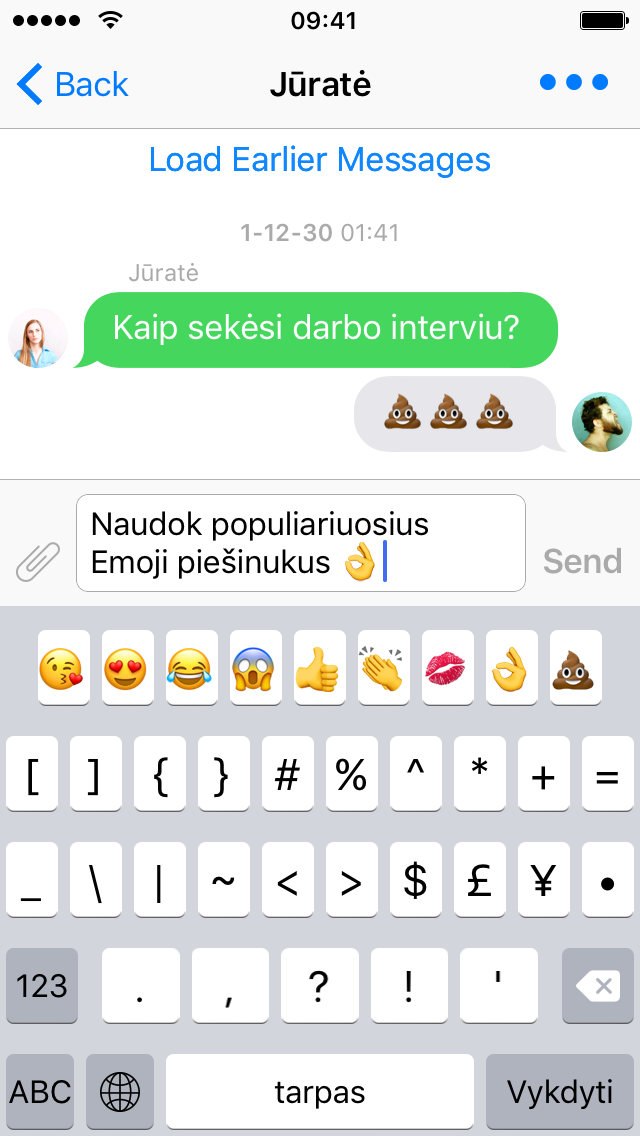 09:41
Back
Jūratė
Load Earlier Messages
1-12-30 01:41
Jūratė
Kaip sekėsi darbo interviu?
💩💩💩
Naudok populiariuosius
Emoji piešinukus 👌
Send
😘 😍 😂 😱 👍 👏 💋 👌 💩
[ ] { } # % ^ * + =
_ \ | ~ < > $ £ ¥ •
123 . , ? ! '
ABC tarpas Vykdyti